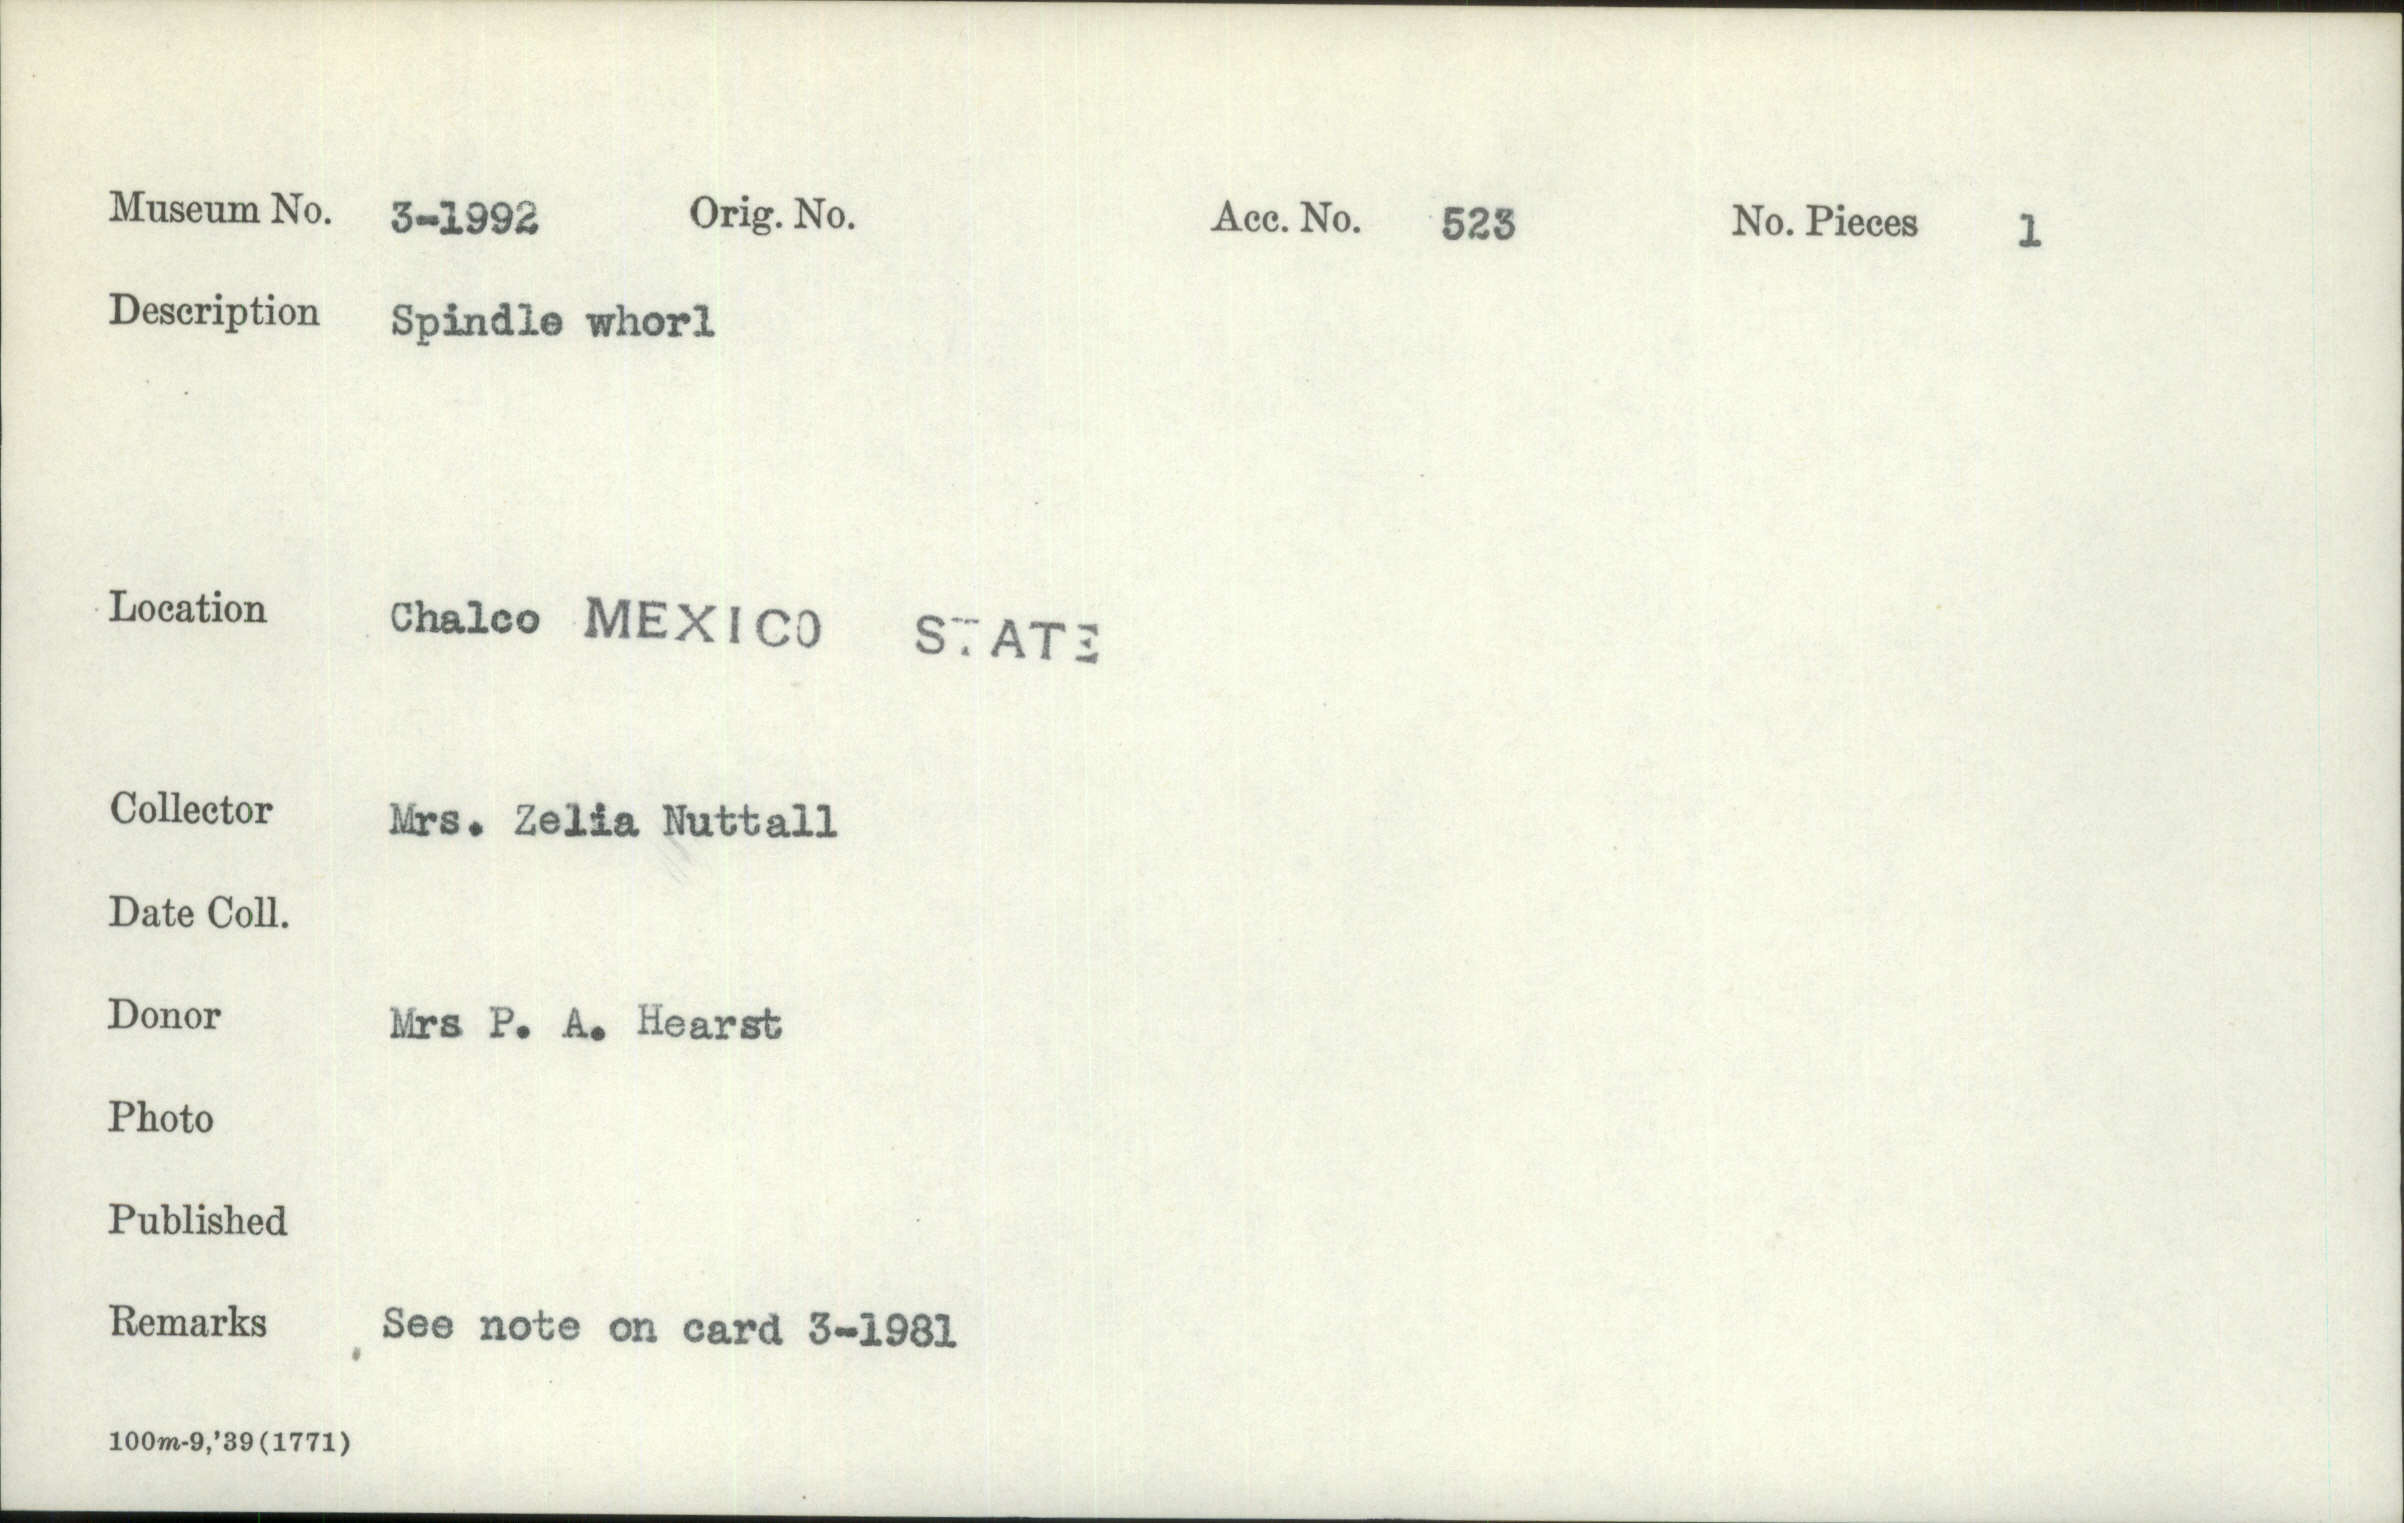 Museum No. 3-1992 Orig. No. Acc. No. 523 No. Pieces 1
Description Spindle whorl
Location Chalco MEXICO STATE
Collector Mrs. Zelia Nuttall
Date Coll.
Donor Mrs P. A. Hearst
Photo
Published
Remarks See note on card 3-1981
100m-9,'39(1771)